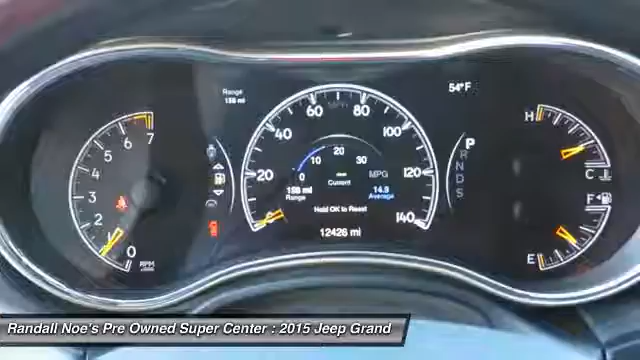 Range
158 mi
54°F
60 MPH 80
40 100
20 120
0 140
0 10 20 30
MPG
Current
158 mi
Range
14.9
Average
Hold OK to Reset
12426 mi
7
6
5
4
3
2
1
0
RPM
P
R
N
D
S
H
C
F
E
Randall Noe's Pre Owned Super Center : 2015 Jeep Grand